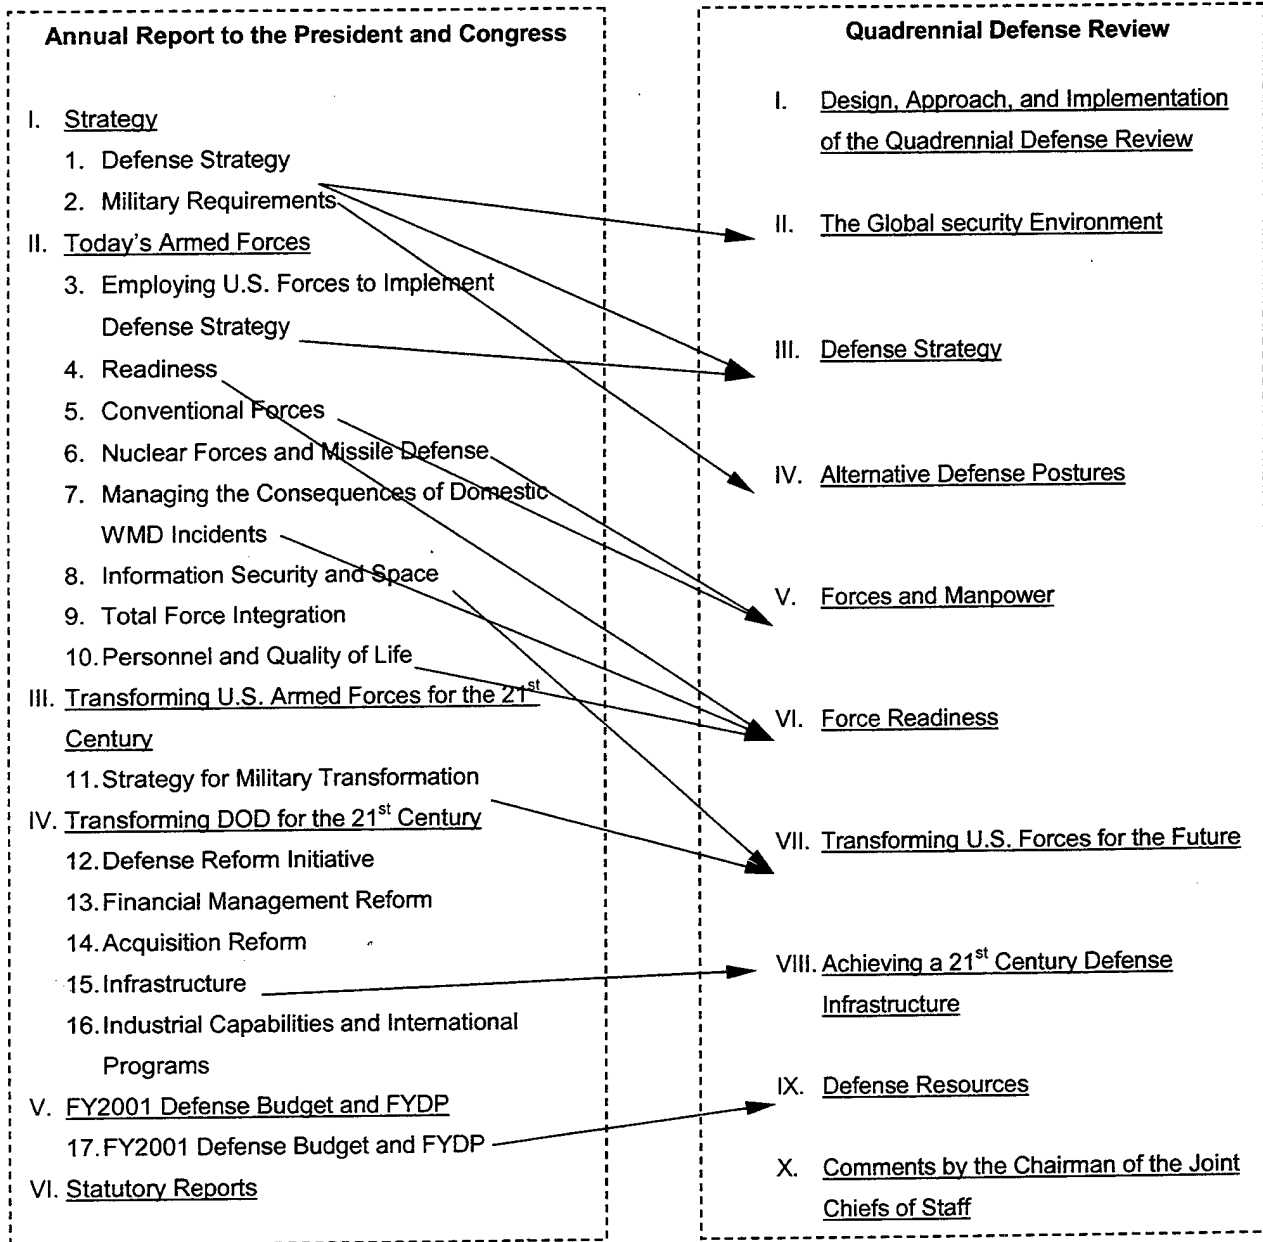 Annual Report to the President and Congress
I. Strategy
1. Defense Strategy
2. Military Requirements
II. Today's Armed Forces
3. Employing U.S. Forces to Implement
Defense Strategy
4. Readiness
5. Conventional Forces
6. Nuclear Forces and Missile Defense
7. Managing the Consequences of Domestic
WMD Incidents
8. Information Security and Space
9. Total Force Integration
10. Personnel and Quality of Life
III. Transforming U.S. Armed Forces for the 21st
Century
11. Strategy for Military Transformation
IV. Transforming DOD for the 21st Century
12. Defense Reform Initiative
13. Financial Management Reform
14. Acquisition Reform
15. Infrastructure
16. Industrial Capabilities and International
Programs
V. FY2001 Defense Budget and FYDP
17. FY2001 Defense Budget and FYDP
VI. Statutory Reports
Quadrennial Defense Review
I. Design, Approach, and Implementation
of the Quadrennial Defense Review
II. The Global security Environment
III. Defense Strategy
IV. Alternative Defense Postures
V. Forces and Manpower
VI. Force Readiness
VII. Transforming U.S. Forces for the Future
VIII. Achieving a 21st Century Defense
Infrastructure
IX. Defense Resources
X. Comments by the Chairman of the Joint
Chiefs of Staff